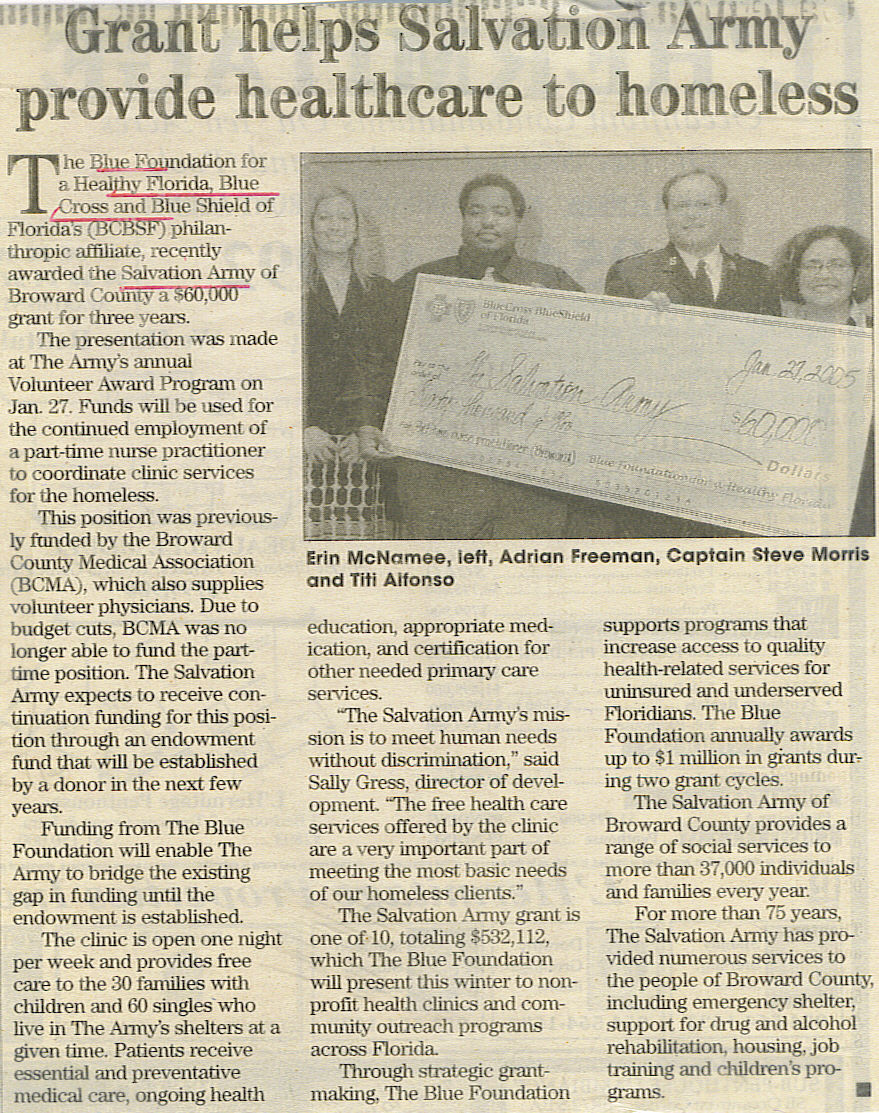 Grant helps Salvation Army
provide healthcare to homeless
The Blue Foundation for
a Healthy Florida, Blue
Cross and Blue Shield of
Florida's (BCBSF) philan-
thropic affiliate, recently
awarded the Salvation Army of
Broward County a $60,000
grant for three years.
The presentation was made
at The Army's annual
Volunteer Award Program on
Jan. 27. Funds will be used for
the continued employment of
a part-time nurse practitioner
to coordinate clinic services
for the homeless.
This position was previous-
ly funded by the Broward
County Medical Association
(BCMA), which also supplies
volunteer physicians. Due to
budget cuts, BCMA was no
longer able to fund the part-
time position. The Salvation
Army expects to receive con-
tinuation funding for this posi-
tion through an endowment
fund that will be established
by a donor in the next few
years.
Funding from The Blue
Foundation will enable The
Army to bridge the existing
gap in funding until the
endowment is established.
The clinic is open one night
per week and provides free
care to the 30 families with
children and 60 singles who
live in The Army's shelters at a
given time. Patients receive
essential and preventative
medical care, ongoing health
BlueCross BlueShield
of Florida
Jan 27, 2005
The Salvation Army
$60,000
Dollars
Blue Foundation for a Healthy Florida
Erin McNamee, left, Adrian Freeman, Captain Steve Morris
and Titi Alfonso
education, appropriate med-
ication, and certification for
other needed primary care
services.
"The Salvation Army's mis-
sion is to meet human needs
without discrimination," said
Sally Gress, director of devel-
opment. "The free health care
services offered by the clinic
are a very important part of
meeting the most basic needs
of our homeless clients."
The Salvation Army grant is
one of 10, totaling $532,112,
which The Blue Foundation
will present this winter to non-
profit health clinics and com-
munity outreach programs
across Florida.
Through strategic grant-
making, The Blue Foundation
supports programs that
increase access to quality
health-related services for
uninsured and underserved
Floridians. The Blue
Foundation annually awards
up to $1 million in grants dur-
ing two grant cycles.
The Salvation Army of
Broward County provides a
range of social services to
more than 37,000 individuals
and families every year.
For more than 75 years,
The Salvation Army has pro-
vided numerous services to
the people of Broward County,
including emergency shelter,
support for drug and alcohol
rehabilitation, housing, job
training and children's pro-
grams.